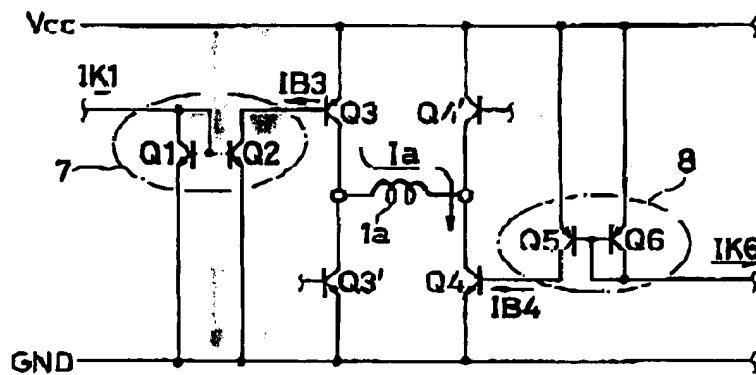 Vcc
IK1
IB3
Q3
Q4'
Ia
8
7
Q1
Q2
1a
Q5
Q6
IK6
Q3'
Q4
IB4
GND